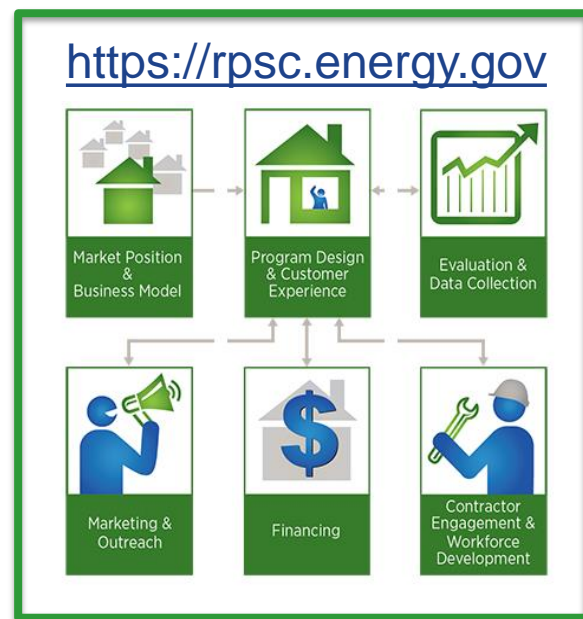 https://rpsc.energy.gov
Market Position
&
Business Model
Program Design
& Customer
Experience
Evaluation &
Data Collection
Marketing &
Outreach
$
Financing
Contractor
Engagement &
Workforce
Development